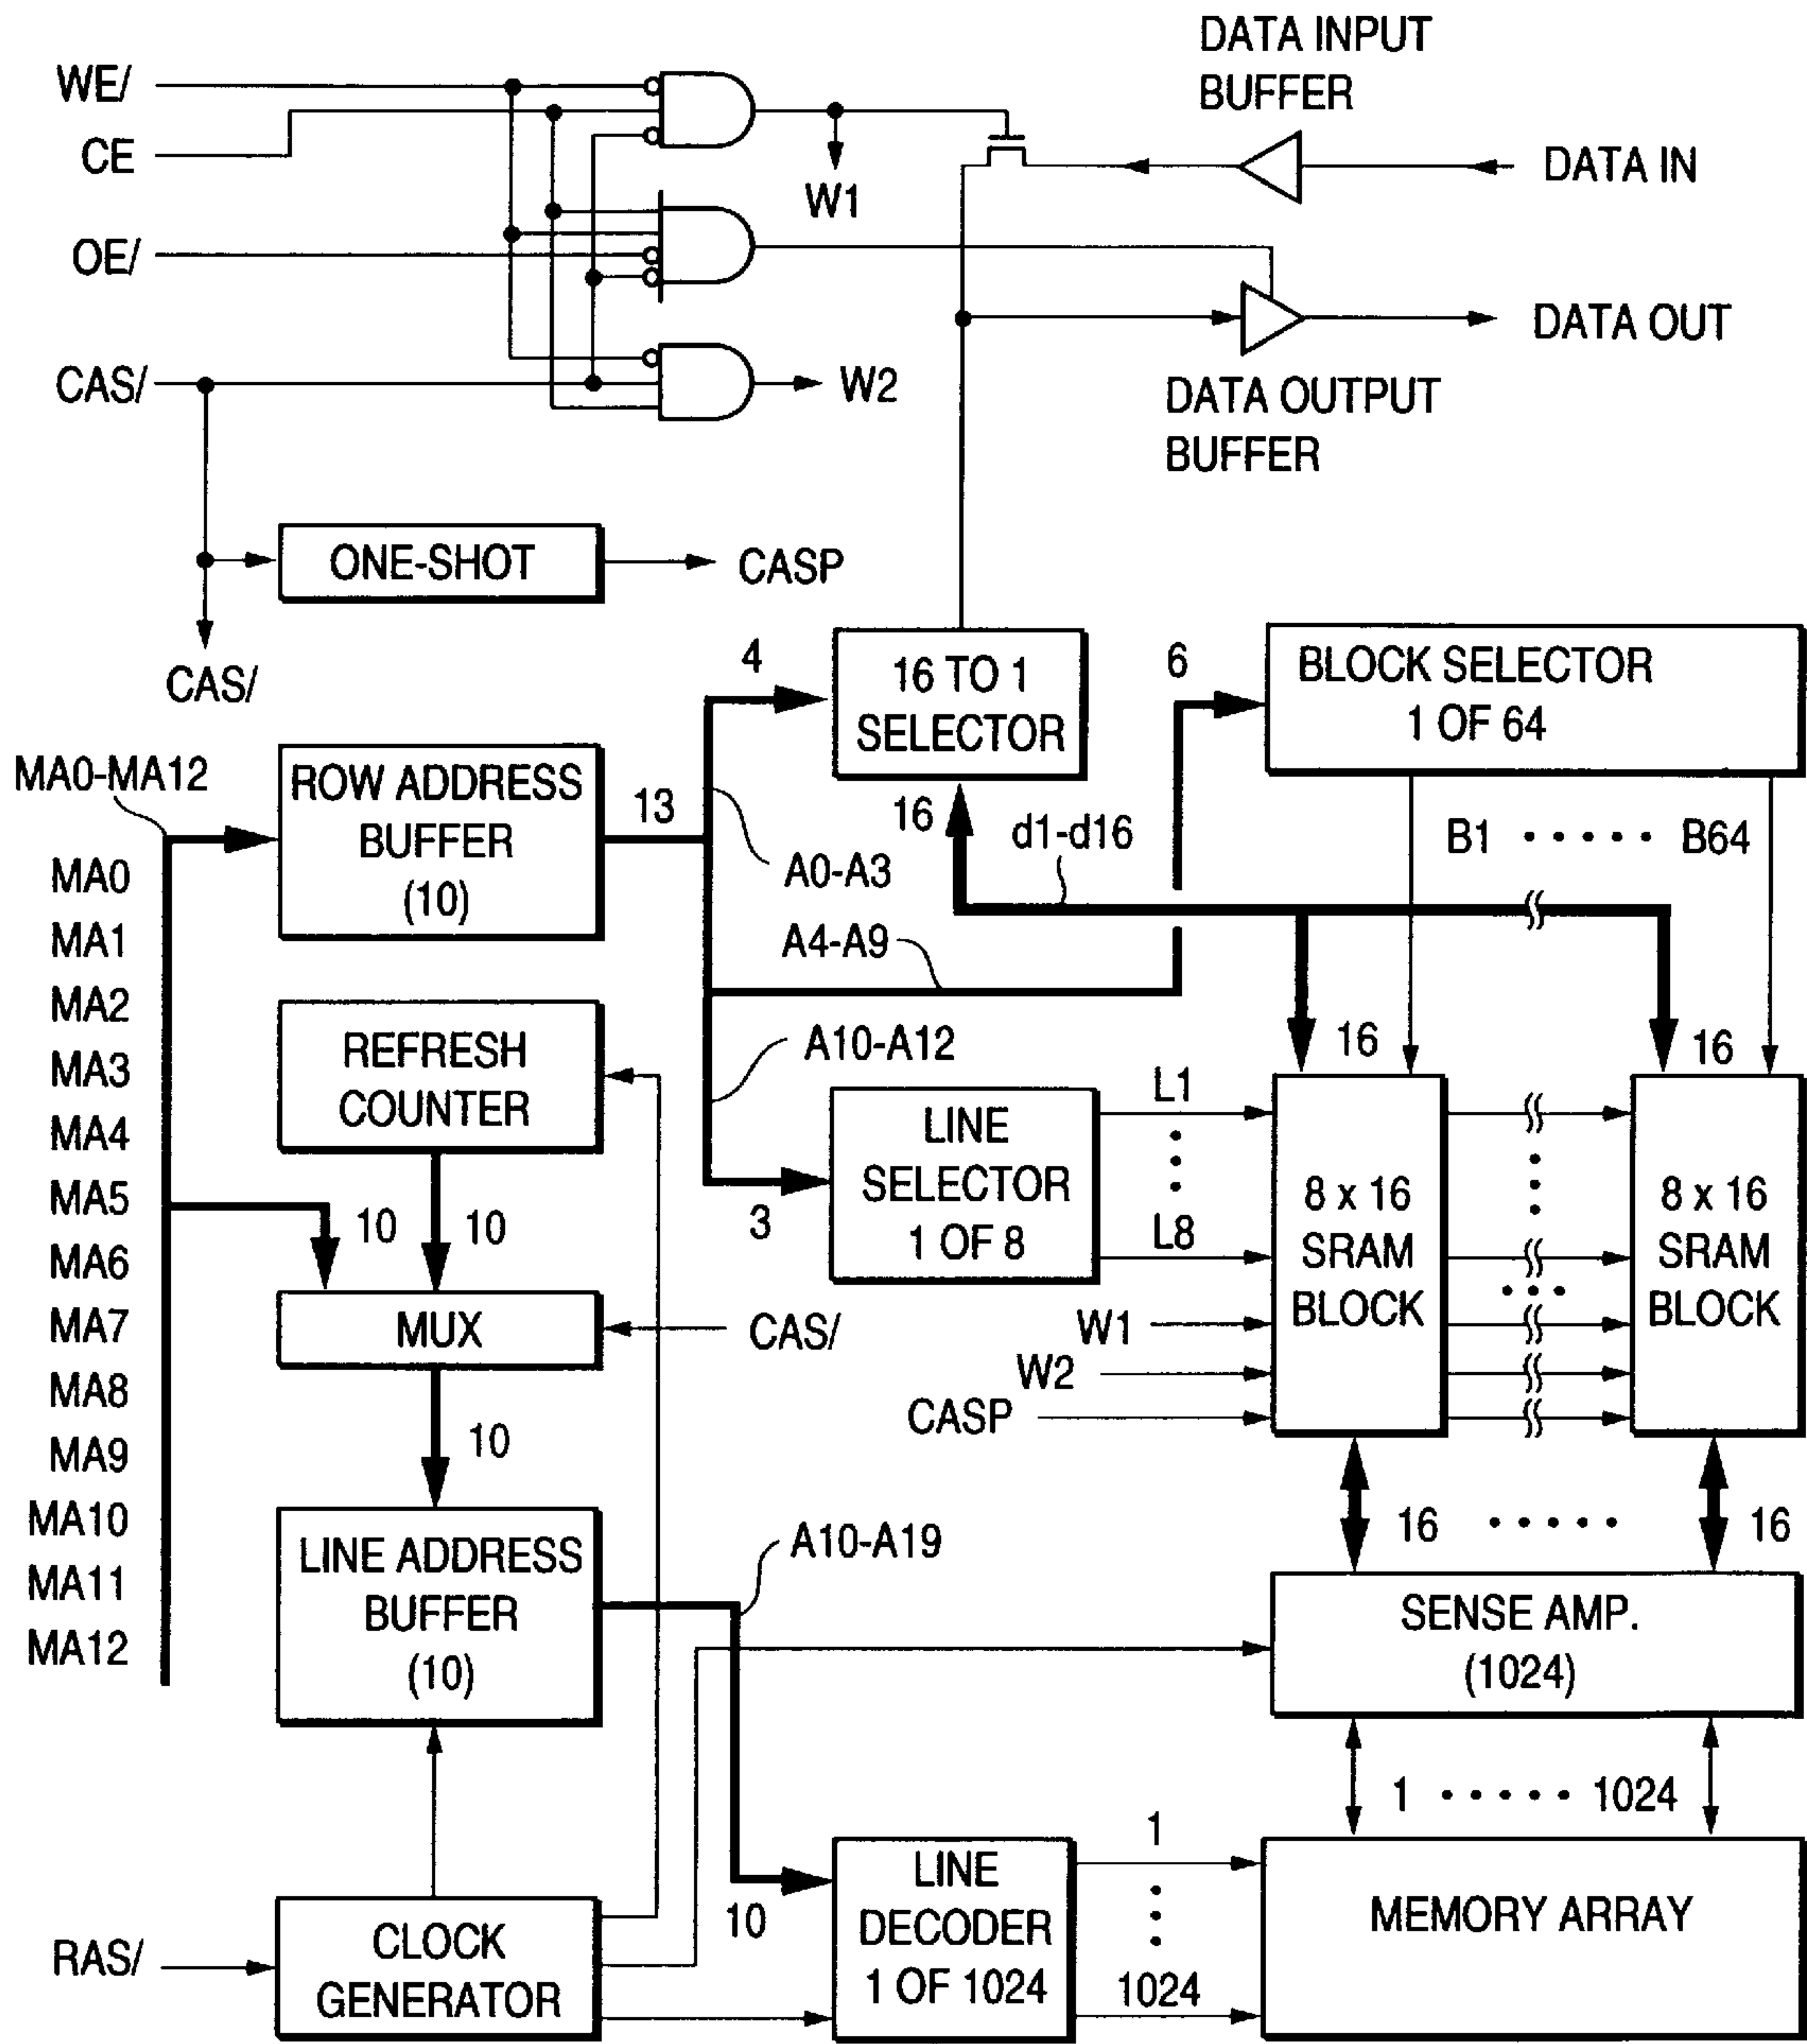 DATA INPUT
BUFFER
WE/
CE
DATA IN
W1
OE/
DATA OUT
CAS/
W2
DATA OUTPUT
BUFFER
ONE-SHOT
CASP
CAS/
4
16 TO 1
SELECTOR
6
BLOCK SELECTOR
1 OF 64
MA0-MA12
ROW ADDRESS
BUFFER
(10)
13
16
d1-d16
B1 ····· B64
A0-A3
A4-A9
MA0
MA1
MA2
MA3
MA4
MA5
MA6
MA7
MA8
MA9
MA10
MA11
MA12
REFRESH
COUNTER
A10-A12
16
16
LINE
SELECTOR
1 OF 8
L1
L8
3
8 x 16
SRAM
BLOCK
8 x 16
SRAM
BLOCK
10
10
MUX
CAS/
W1
W2
CASP
10
LINE ADDRESS
BUFFER
(10)
A10-A19
16 ····· 16
SENSE AMP.
(1024)
1 ····· 1024
RAS/
CLOCK
GENERATOR
10
LINE
DECODER
1 OF 1024
1
1024
MEMORY ARRAY